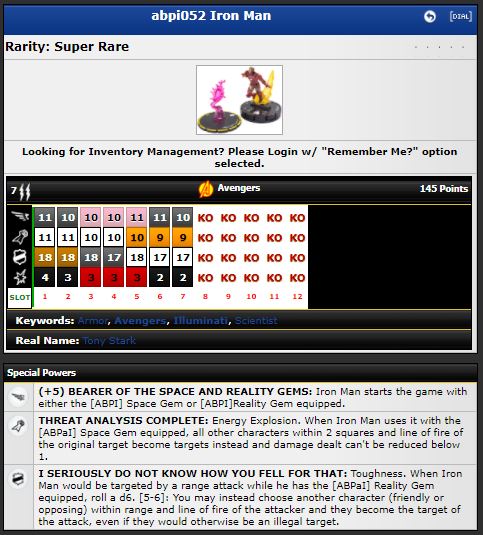 abpi052 Iron Man
[DIAL]
Rarity: Super Rare
Looking for Inventory Management? Please Login w/ "Remember Me?" option
selected.
7 Avengers 145 Points
11 10 10 10 11 11 10 KO KO KO KO KO
11 11 10 10 10 9 9 KO KO KO KO KO
18 18 18 17 18 17 17 KO KO KO KO KO
4 3 3 3 3 2 2 KO KO KO KO KO
SLOT 1 2 3 4 5 6 7 8 9 10 11 12
Keywords: Armor, Avengers, Illuminati, Scientist
Real Name: Tony Stark
Special Powers
(+5) BEARER OF THE SPACE AND REALITY GEMS: Iron Man starts the game with
either the [ABPI] Space Gem or [ABPI]Reality Gem equipped.
THREAT ANALYSIS COMPLETE: Energy Explosion. When Iron Man uses it with the
[ABPaI] Space Gem equipped, all other characters within 2 squares and line of fire of
the original target become targets instead and damage dealt can't be reduced below
1.
I SERIOUSLY DO NOT KNOW HOW YOU FELL FOR THAT: Toughness. When Iron
Man would be targeted by a range attack while he has the [ABPaI] Reality Gem
equipped, roll a d6. [5-6]: You may instead choose another character (friendly or
opposing) within range and line of fire of the attacker and they become the target of
the attack, even if they would otherwise be an illegal target.